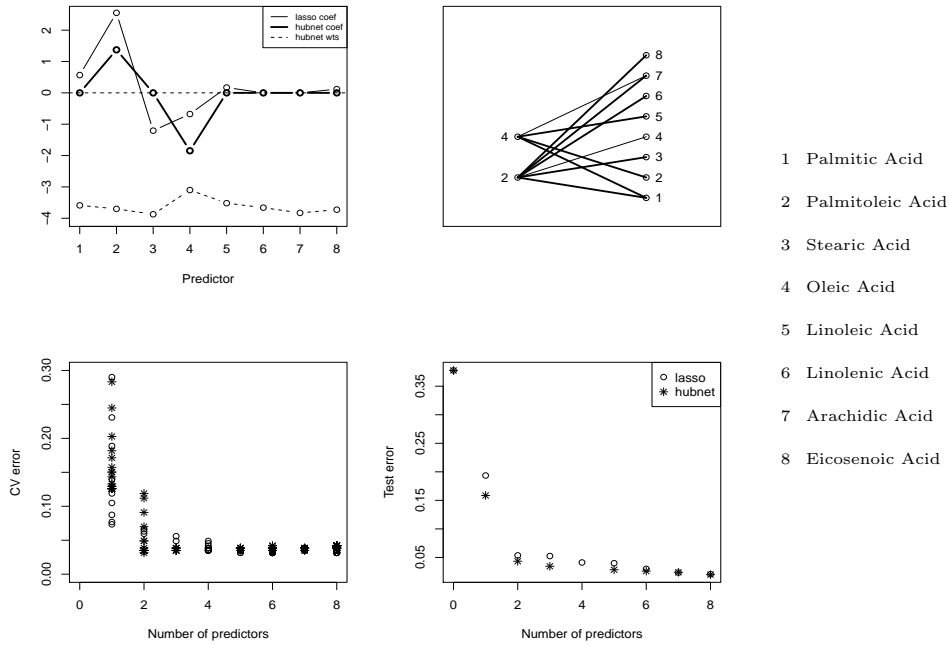 lasso coef
hubnet coef
hubnet wts
2
1
0
-1
-2
-3
-4
1 2 3 4 5 6 7 8
Predictor
8
7
6
5
4
3
2
1
4
2
1 Palmitic Acid
2 Palmitoleic Acid
3 Stearic Acid
4 Oleic Acid
5 Linoleic Acid
6 Linolenic Acid
7 Arachidic Acid
8 Eicosenoic Acid
CV error
0.30
0.20
0.10
0.00
0 2 4 6 8
Number of predictors
lasso
hubnet
Test error
0.35
0.25
0.15
0.05
0 2 4 6 8
Number of predictors